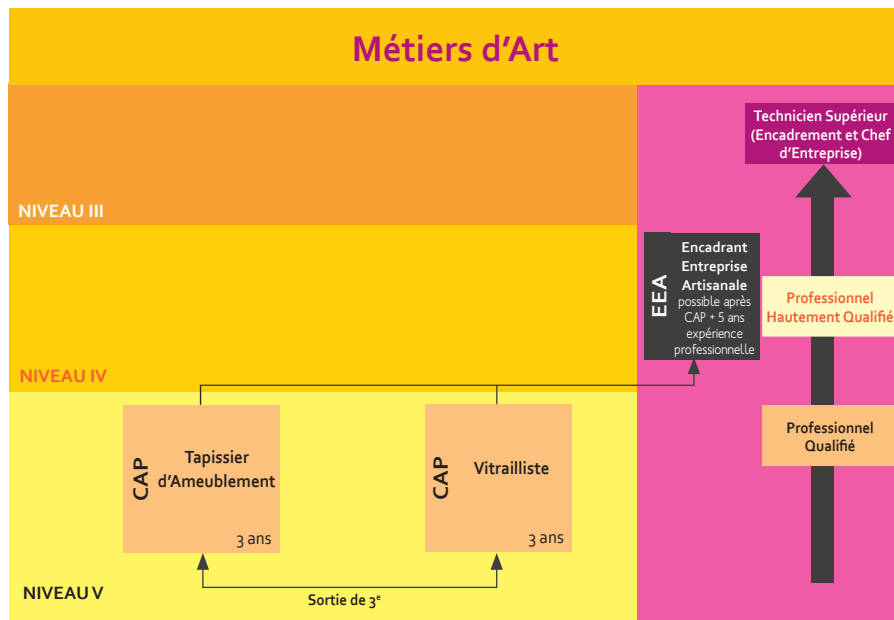 Métiers d'Art
Technicien Supérieur
(Encadrement et Chef
d'Entreprise)
NIVEAU III
EEA
Encadrant
Entreprise
Artisanale
possible après
CAP + 5 ans
expérience
professionnelle
Professionnel
Hautement Qualifié
NIVEAU IV
CAP
Tapissier
d'Ameublement
3 ans
CAP
Vitrailliste
3 ans
Professionnel
Qualifié
NIVEAU V
Sortie de 3e